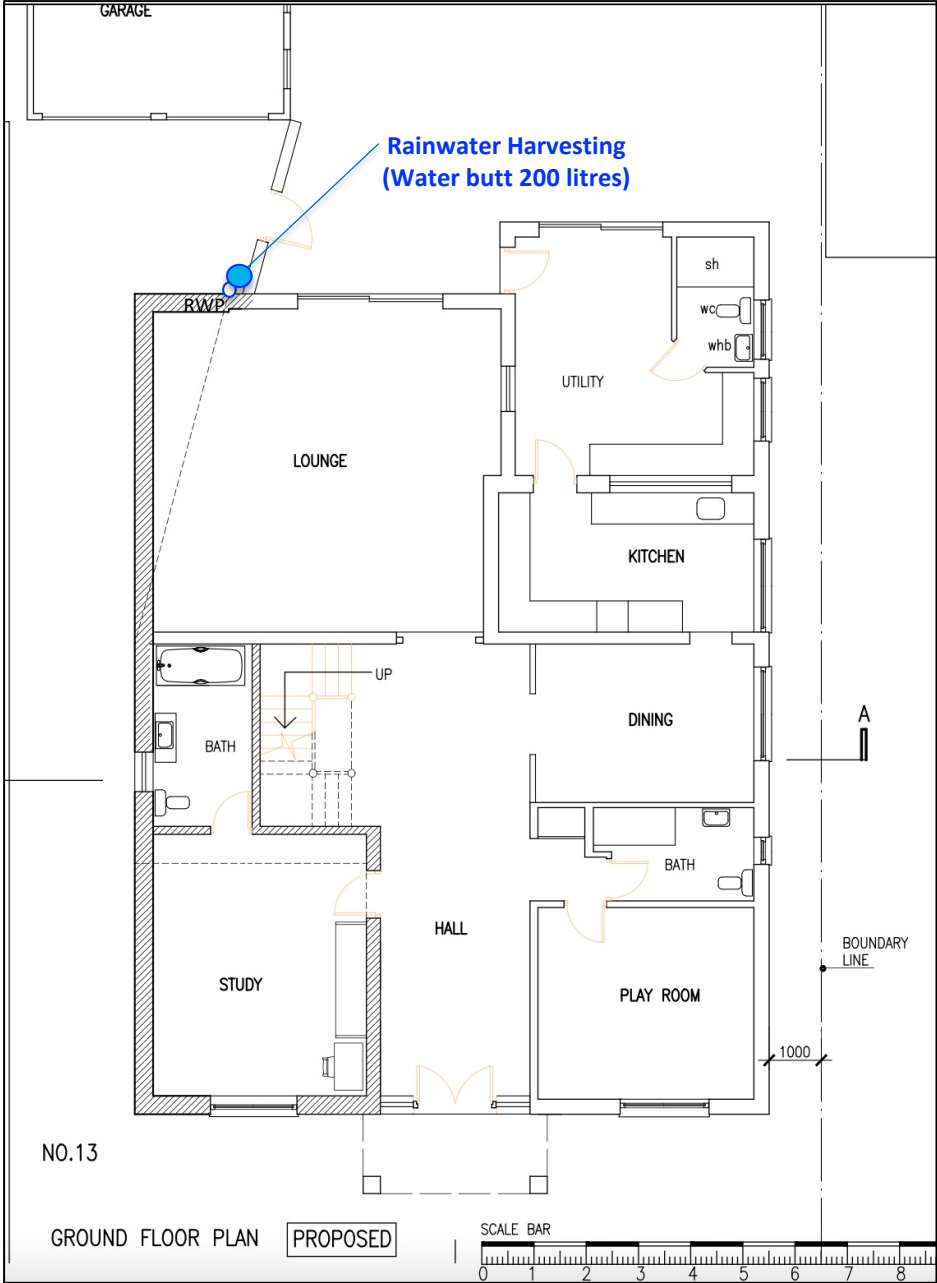 GARAGE
Rainwater Harvesting
(Water butt 200 litres)
RWP
sh
wc
whb
UTILITY
LOUNGE
KITCHEN
UP
DINING
A
BATH
BATH
HALL
BOUNDARY
LINE
STUDY
PLAY ROOM
1000
NO.13
GROUND FLOOR PLAN PROPOSED
SCALE BAR
0 1 2 3 4 5 6 7 8